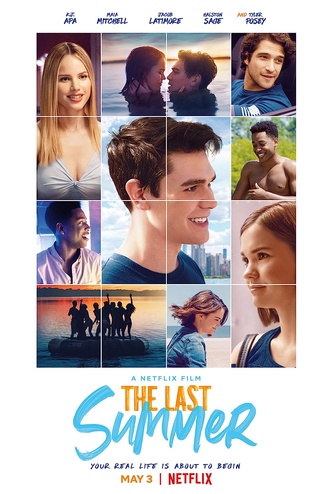 K.J. APA MAIA MITCHELL JACOB LATIMORE HALSTON SAGE AND TYLER POSEY
A NETFLIX FILM
THE LAST
SUMMER
YOUR REAL LIFE IS ABOUT TO BEGIN
MAY 3 | NETFLIX